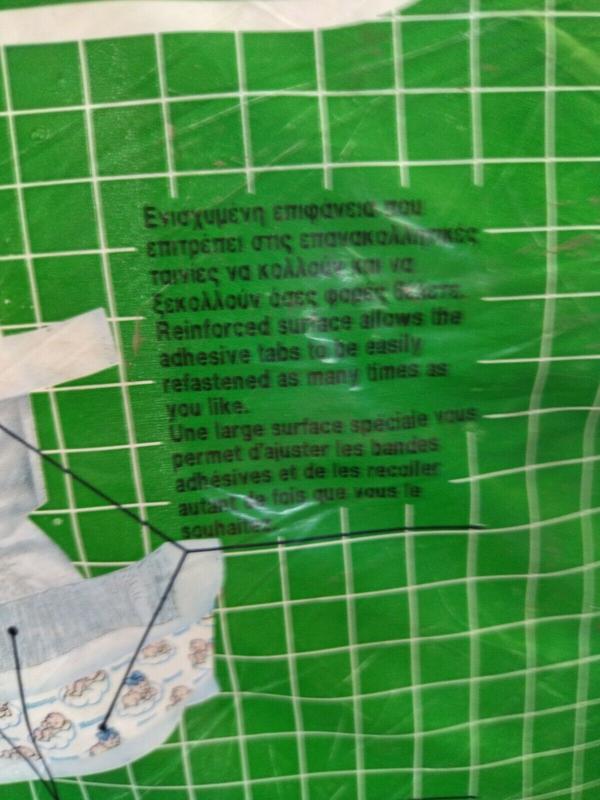 Ενισχυμένη επιφάνεια που
επιτρέπει στις επανακολλητικές
ταινίες να κολλούν και να
ξεκολλούν όσες φορές θέλετε.
Reinforced surface allows the
adhesive tabs to be easily
refastened as many times as
you like.
Une large surface spéciale vous
permet d'ajuster les bandes
adhésives et de les recoller
autant de fois que vous le
souhaitez.